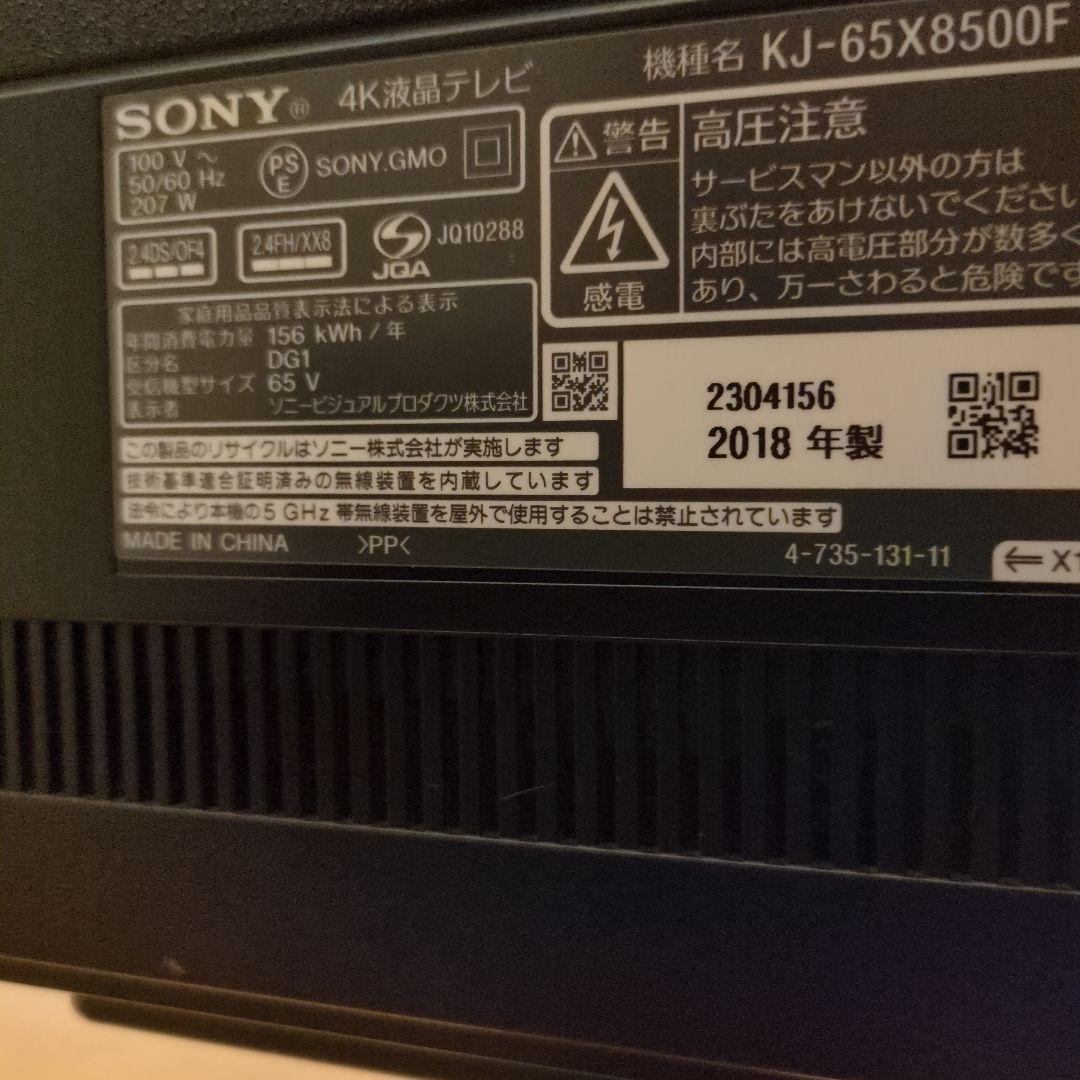 SONY® 4K液晶テレビ
機種名 KJ-65X8500F
100 V ~
50/60 Hz
207 W
PS
E
SONY.GMO
2.4DS/OF4
2.4FH/XX8
JQA
JQ10288
家庭用品品質表示法による表示
年間消費電力量 156 kWh / 年
区分名 DG1
受信機型サイズ 65 V
表示者 ソニービジュアルプロダクツ株式会社
警告
感電
高圧注意
サービスマン以外の方は
裏ぶたをあけないでください
内部には高電圧部分が数多く
あり、万一さわると危険です
2304156
2018 年製
この製品のリサイクルはソニー株式会社が実施します
技術基準適合証明済みの無線装置を内蔵しています
法令により本機の5 GHz 帯無線装置を屋外で使用することは禁止されています
MADE IN CHINA >PP<
4-735-131-11
⇐ X1